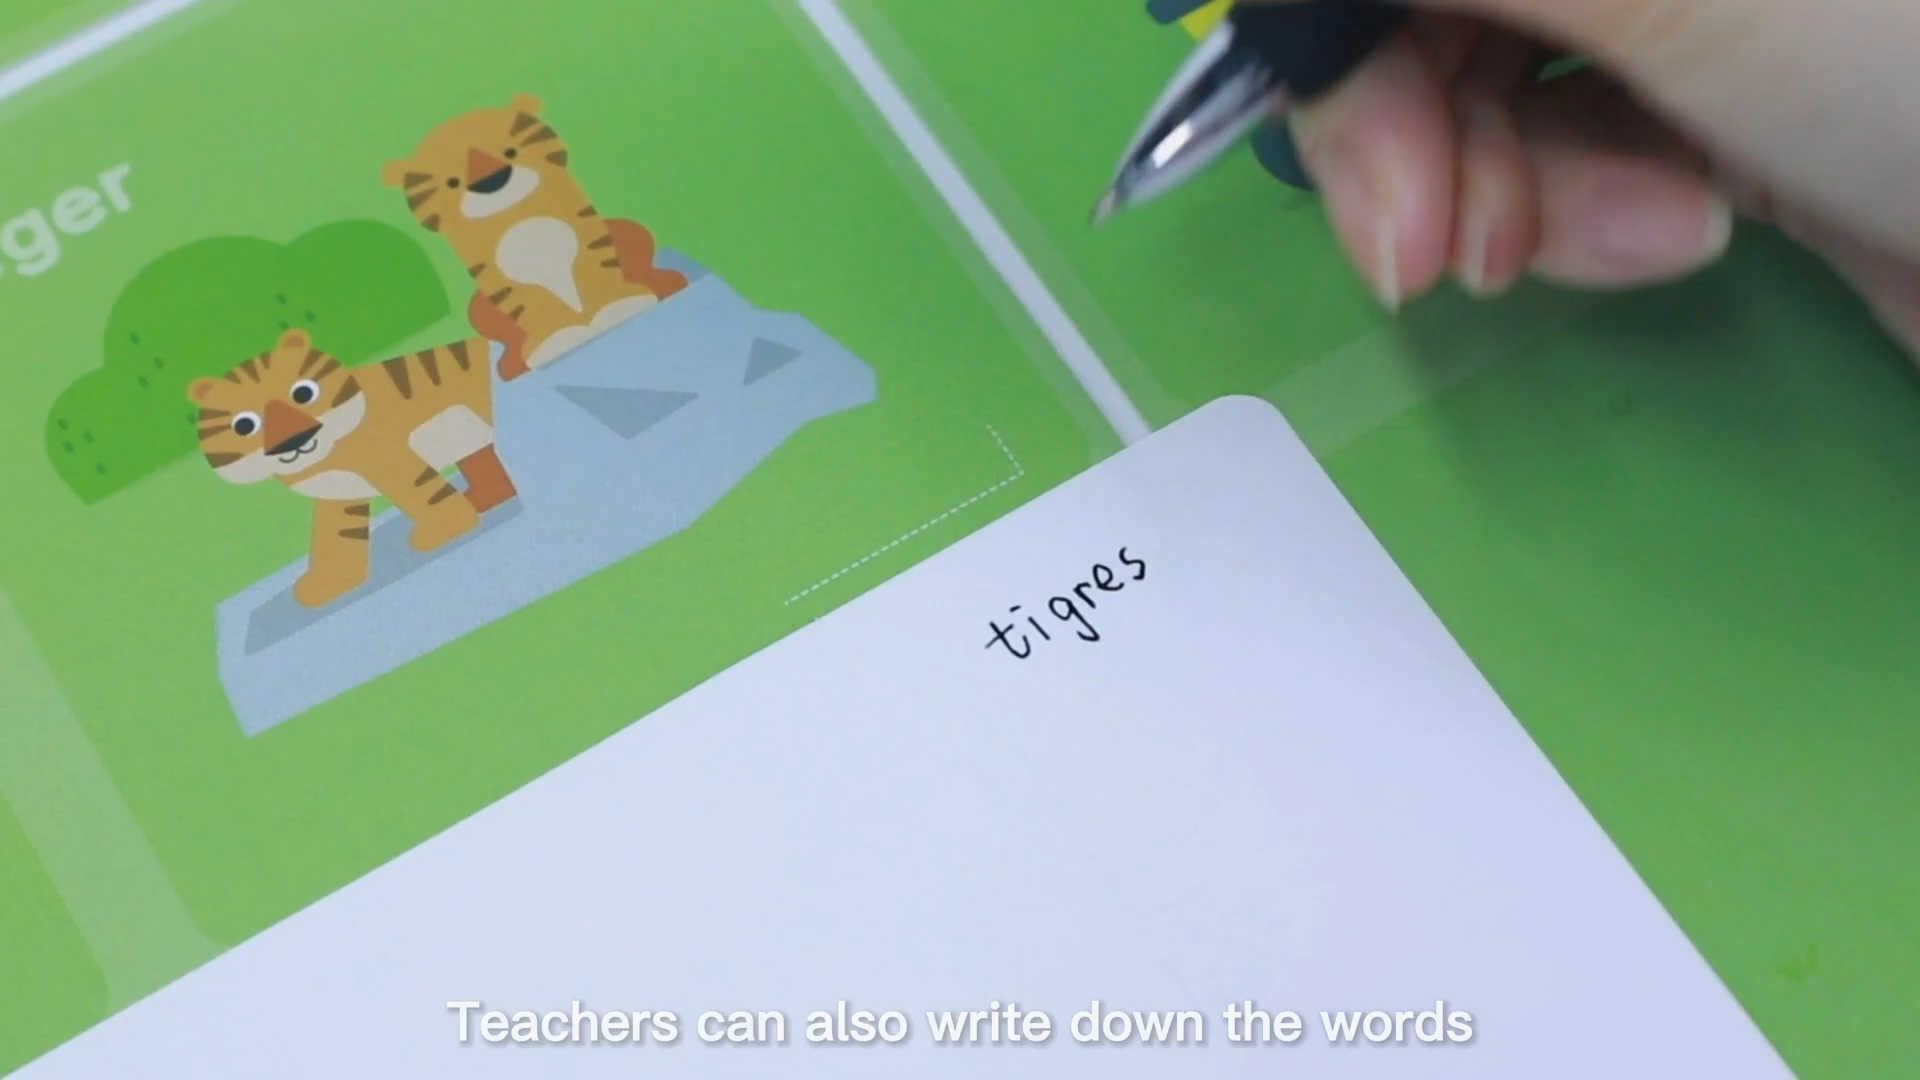 ger
tigres
Teachers can also write down the words